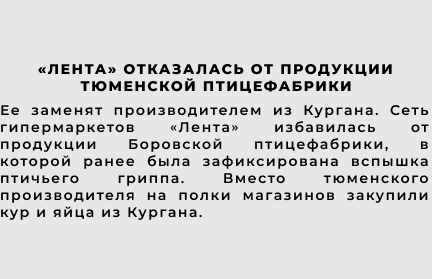 «ЛЕНТА» ОТКАЗАЛАСЬ ОТ ПРОДУКЦИИ
ТЮМЕНСКОЙ ПТИЦЕФАБРИКИ
Ее заменят производителем из Кургана. Сеть
гипермаркетов «Лента» избавилась от
продукции Боровской птицефабрики, в
которой ранее была зафиксирована вспышка
птичьего гриппа. Вместо тюменского
производителя на полки магазинов закупили
кур и яйца из Кургана.